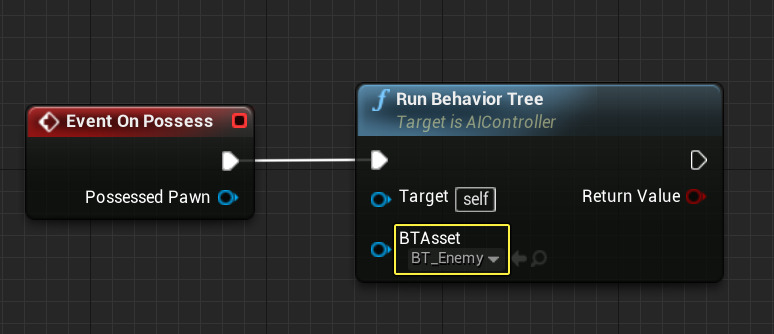 Event On Possess
Possessed Pawn
f Run Behavior Tree
Target is AIController
Target self
Return Value
BTAsset
BT_Enemy